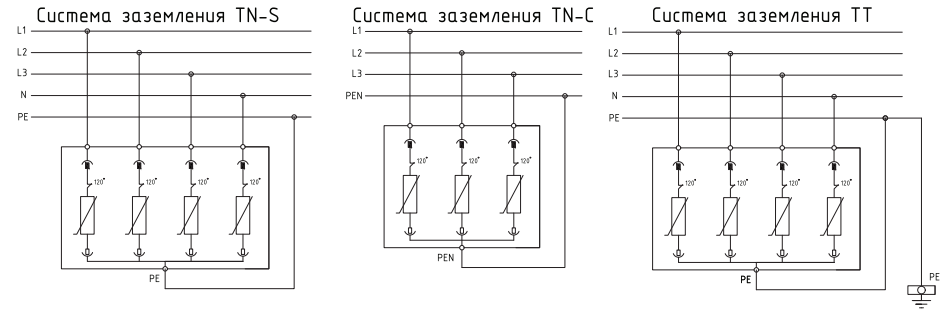 Система заземления TN-S
L1
L2
L3
N
PE
120°
120°
120°
120°
PE
Система заземления TN-C
L1
L2
L3
PEN
120°
120°
120°
PEN
Система заземления TT
L1
L2
L3
N
PE
120°
120°
120°
120°
PE
PE